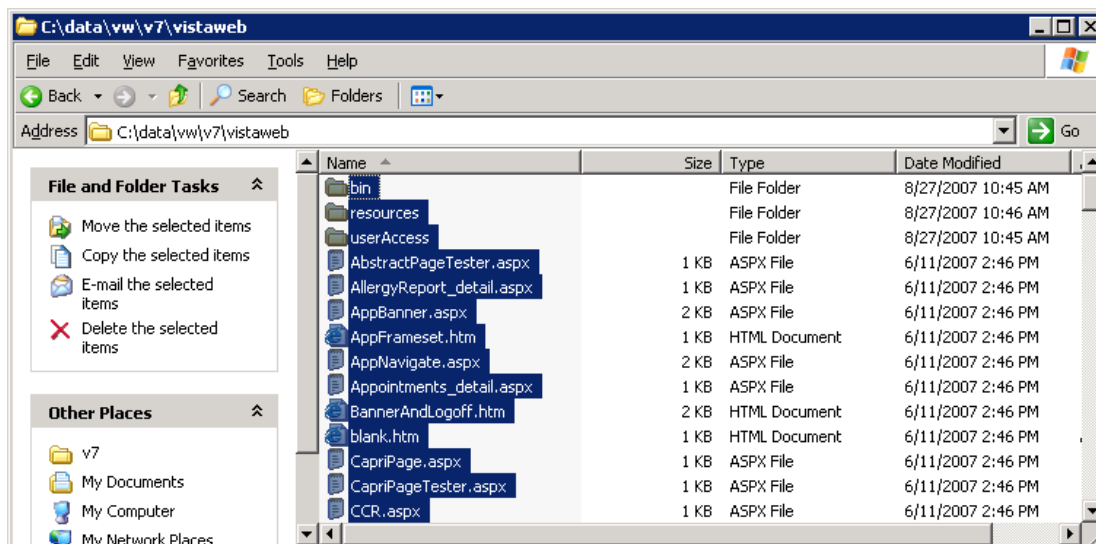 C:\data\vw\v7\vistaweb
File Edit View Favorites Tools Help
Back Search Folders
Address C:\data\vw\v7\vistaweb Go
File and Folder Tasks
Move the selected items
Copy the selected items
E-mail the selected
items
Delete the selected
items
Other Places
v7
My Documents
My Computer
My Network Places
Name Size Type Date Modified
bin File Folder 8/27/2007 10:45 AM
resources File Folder 8/27/2007 10:46 AM
userAccess File Folder 8/27/2007 10:45 AM
AbstractPageTester.aspx 1 KB ASPX File 6/11/2007 2:46 PM
AllergyReport_detail.aspx 1 KB ASPX File 6/11/2007 2:46 PM
AppBanner.aspx 2 KB ASPX File 6/11/2007 2:46 PM
AppFrameset.htm 1 KB HTML Document 6/11/2007 2:46 PM
AppNavigate.aspx 2 KB ASPX File 6/11/2007 2:46 PM
Appointments_detail.aspx 1 KB ASPX File 6/11/2007 2:46 PM
BannerAndLogoff.htm 2 KB HTML Document 6/11/2007 2:46 PM
blank.htm 1 KB HTML Document 6/11/2007 2:46 PM
CapriPage.aspx 1 KB ASPX File 6/11/2007 2:46 PM
CapriPageTester.aspx 1 KB ASPX File 6/11/2007 2:46 PM
CCR.aspx 1 KB ASPX File 6/11/2007 2:46 PM